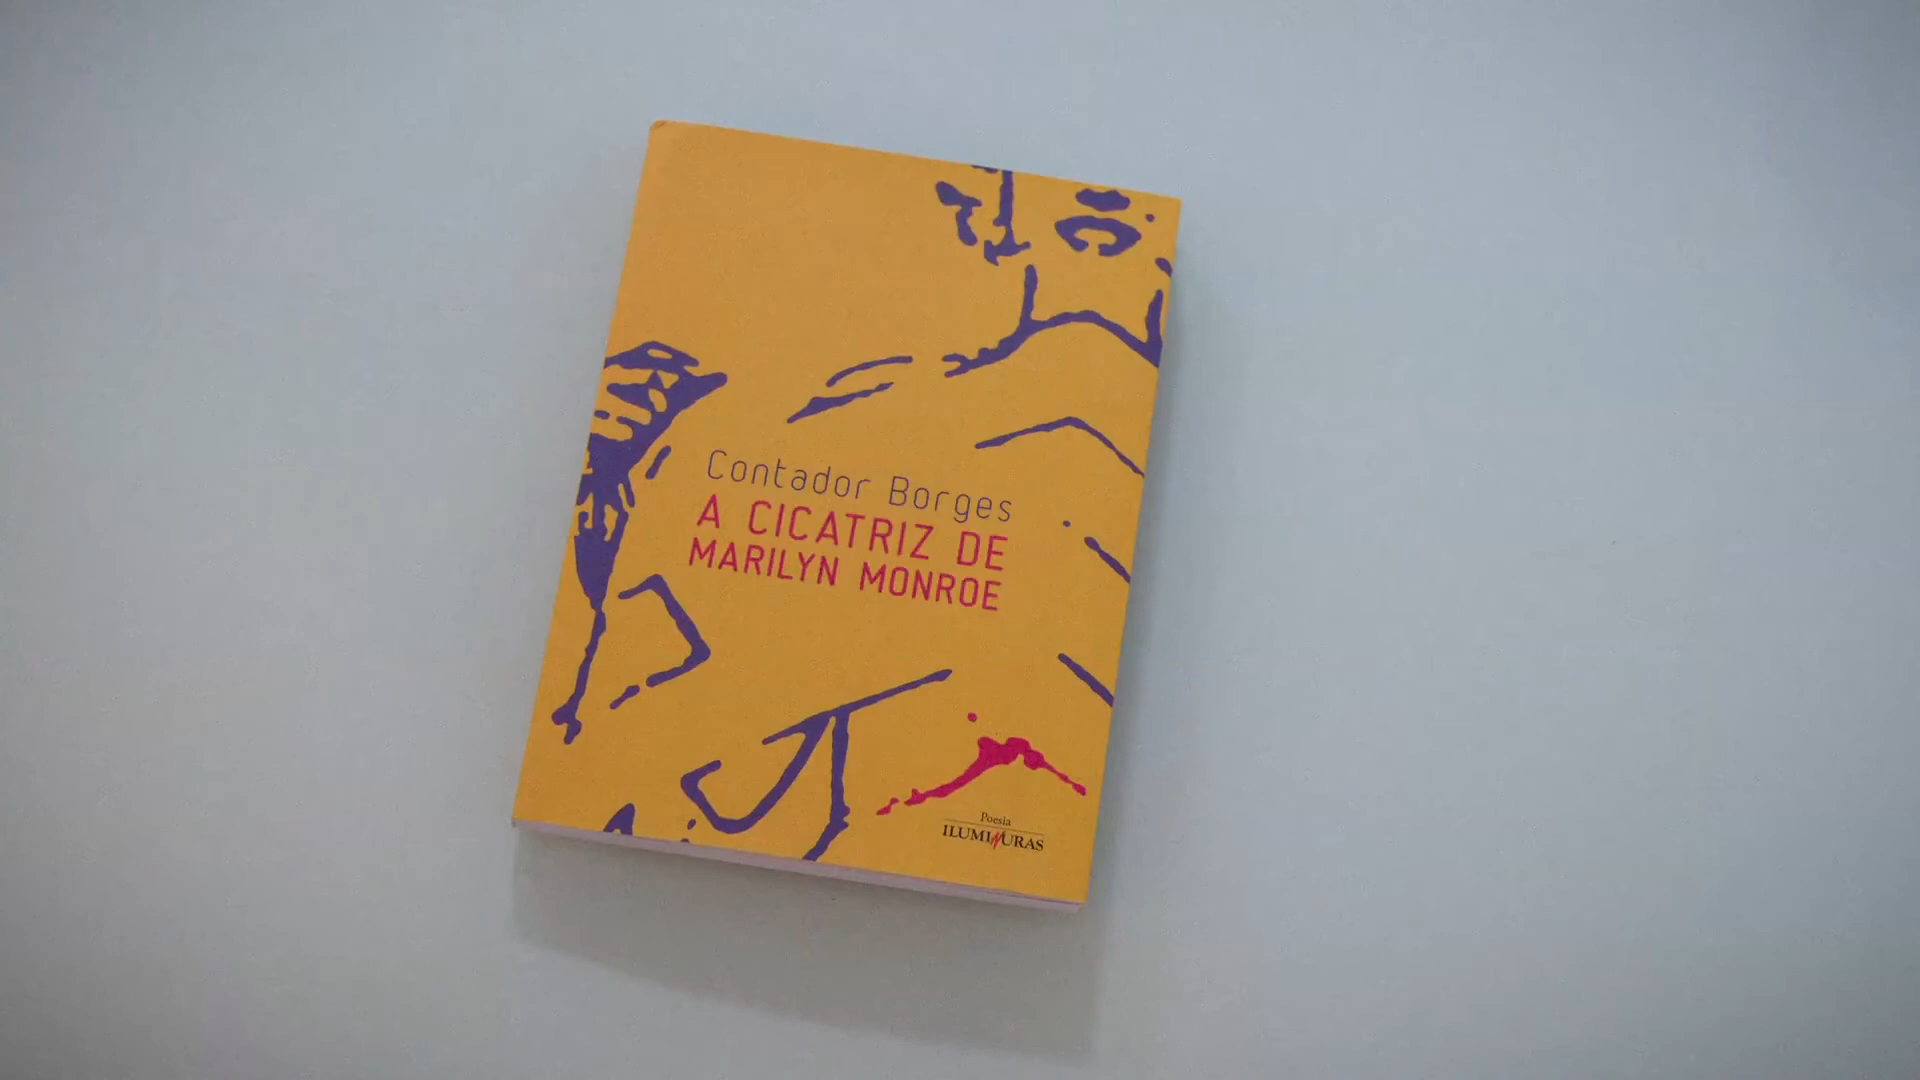 Contador Borges
A CICATRIZ DE
MARILYN MONROE
Poesia
ILUMINURAS